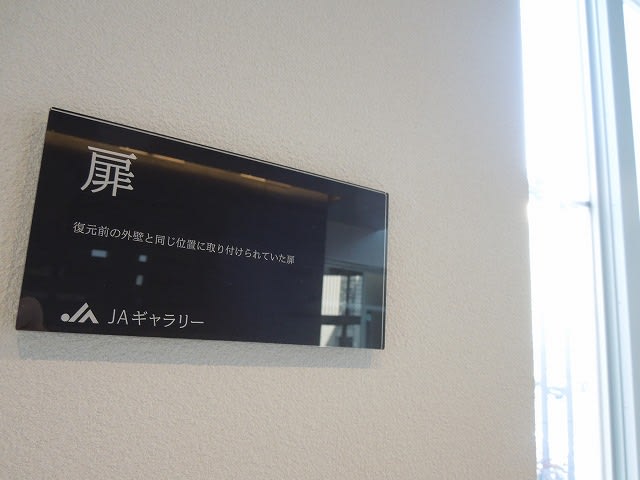 扉
復元前の外壁と同じ位置に取り付けられていた扉
JA JAギャラリー